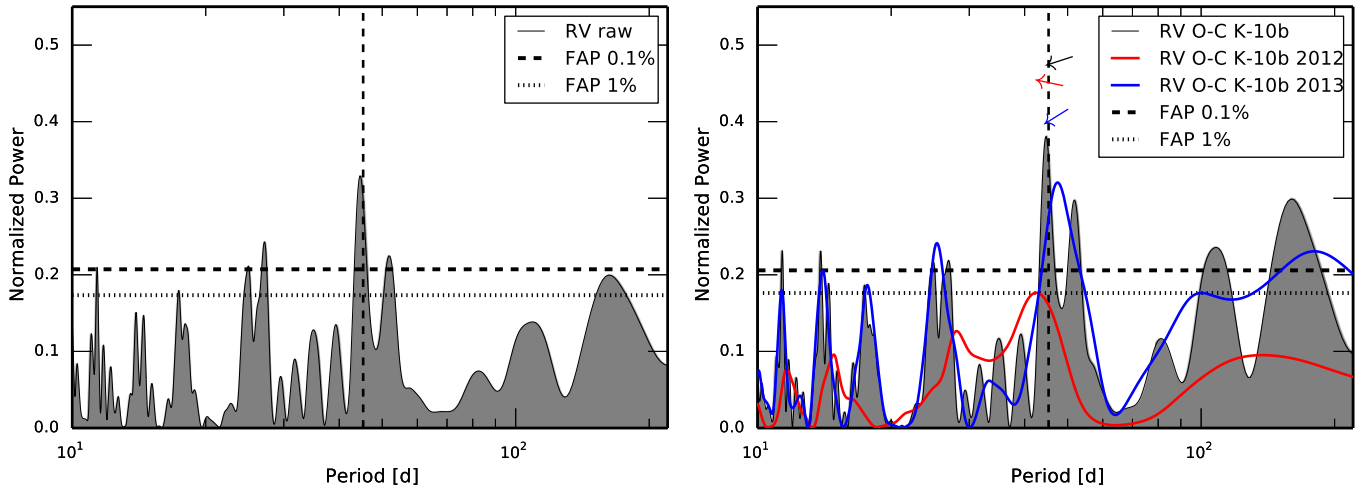 RV raw
FAP 0.1%
FAP 1%
Normalized Power
0.5
0.4
0.3
0.2
0.1
0.0
10^1
10^2
Period [d]
RV O-C K-10b
RV O-C K-10b 2012
RV O-C K-10b 2013
FAP 0.1%
FAP 1%
Normalized Power
0.5
0.4
0.3
0.2
0.1
0.0
10^1
10^2
Period [d]